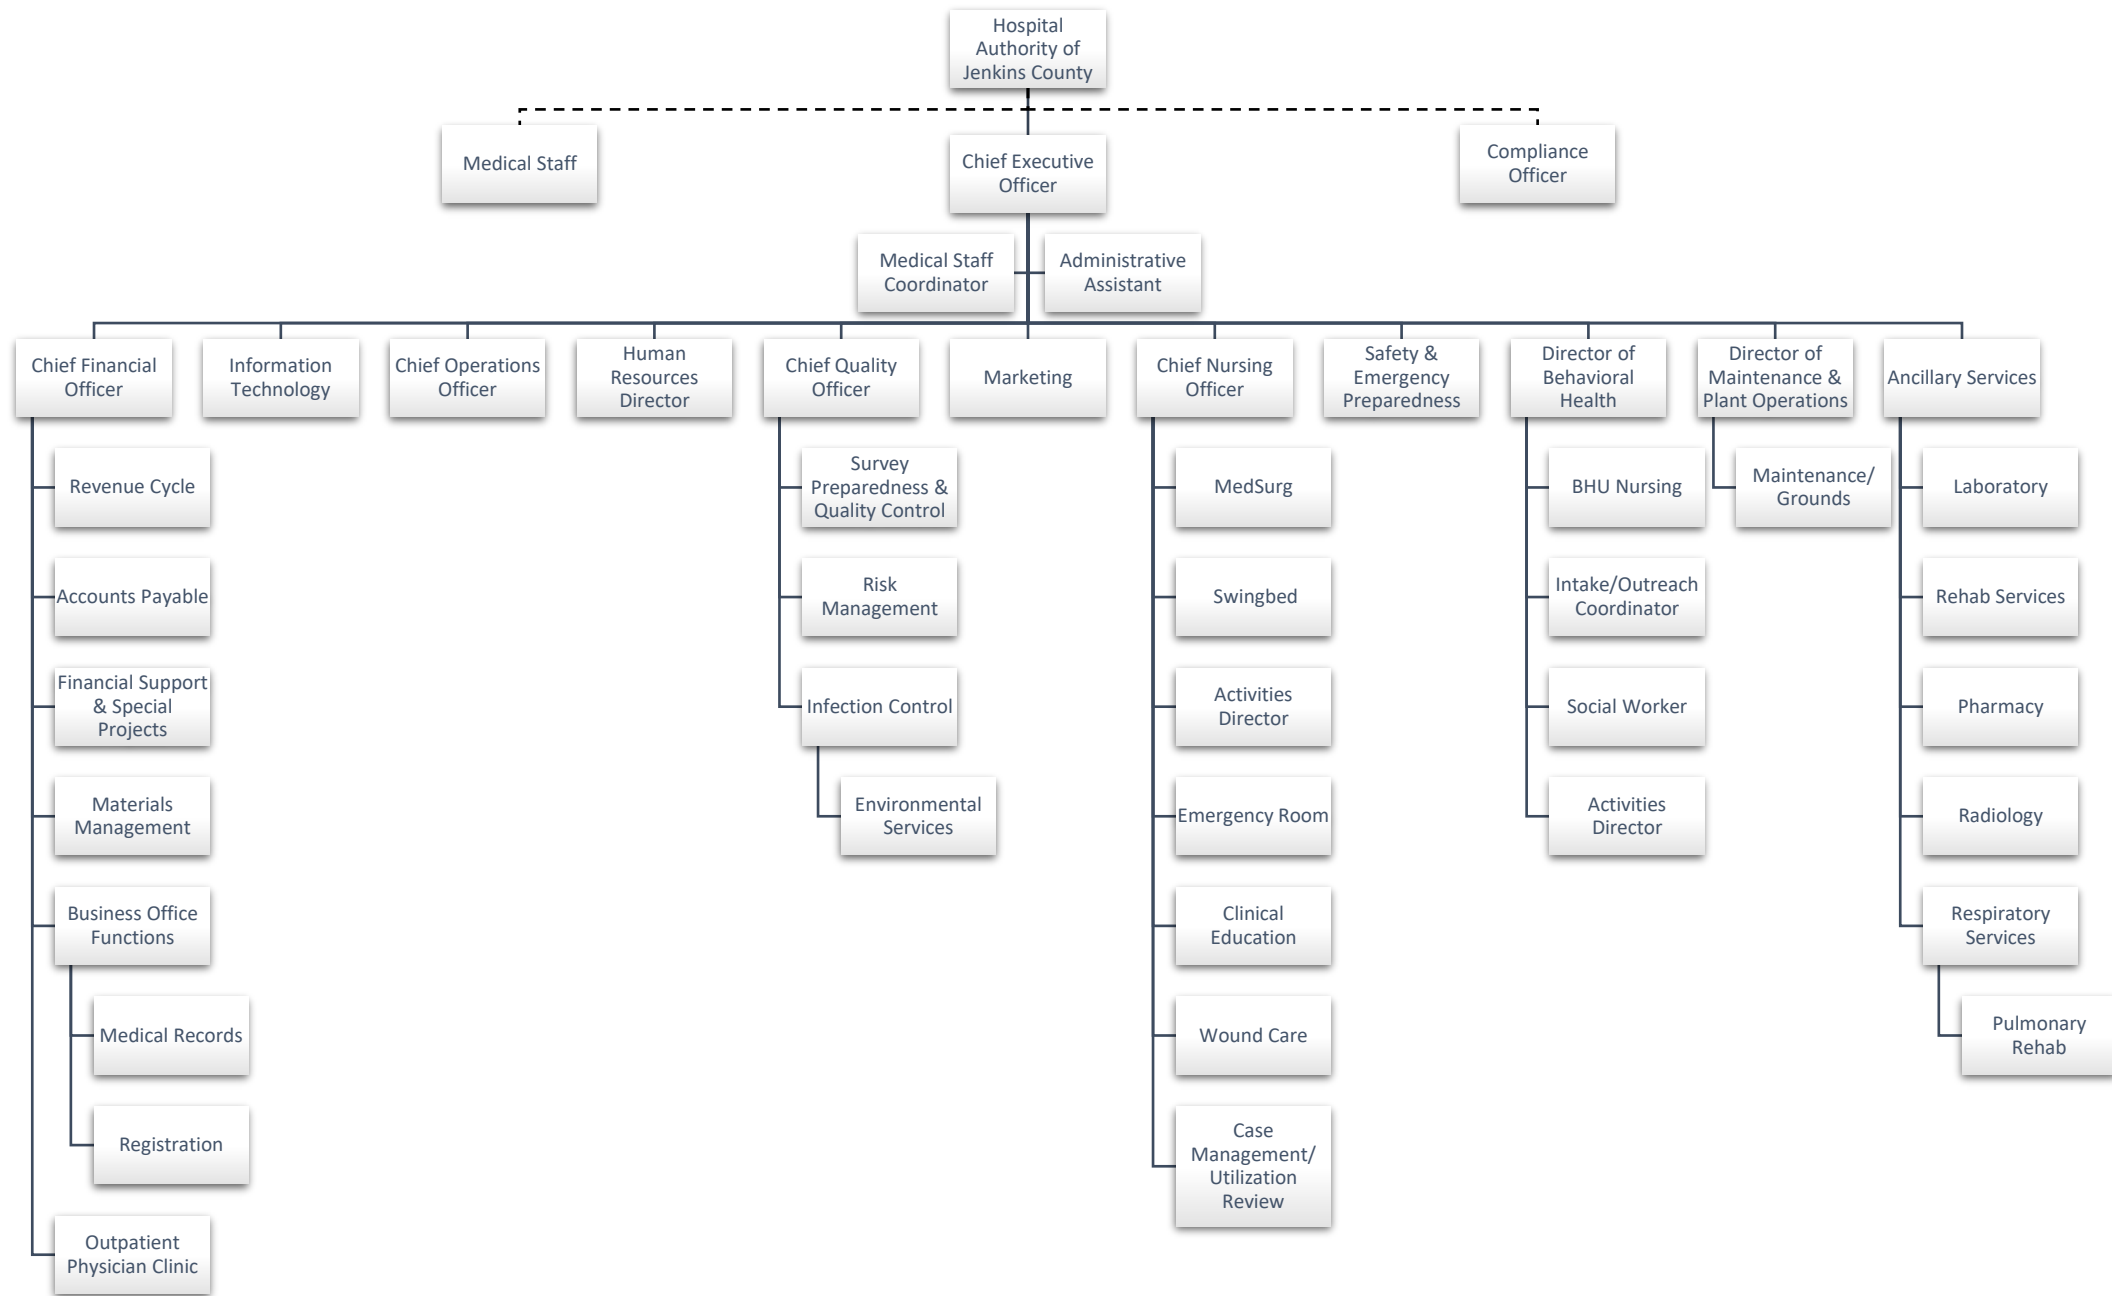 Hospital
Authority of
Jenkins County
Medical Staff
Chief Executive
Officer
Compliance
Officer
Medical Staff
Coordinator
Administrative
Assistant
Chief Financial
Officer
Information
Technology
Chief Operations
Officer
Human
Resources
Director
Chief Quality
Officer
Marketing
Chief Nursing
Officer
Safety &
Emergency
Preparedness
Director of
Behavioral
Health
Director of
Maintenance &
Plant Operations
Ancillary Services
Revenue Cycle
Accounts Payable
Financial Support
& Special
Projects
Materials
Management
Business Office
Functions
Medical Records
Registration
Outpatient
Physician Clinic
Survey
Preparedness &
Quality Control
Risk
Management
Infection Control
Environmental
Services
MedSurg
Swingbed
Activities
Director
Emergency Room
Clinical
Education
Wound Care
Case
Management/
Utilization
Review
BHU Nursing
Intake/Outreach
Coordinator
Social Worker
Activities
Director
Maintenance/
Grounds
Laboratory
Rehab Services
Pharmacy
Radiology
Respiratory
Services
Pulmonary
Rehab